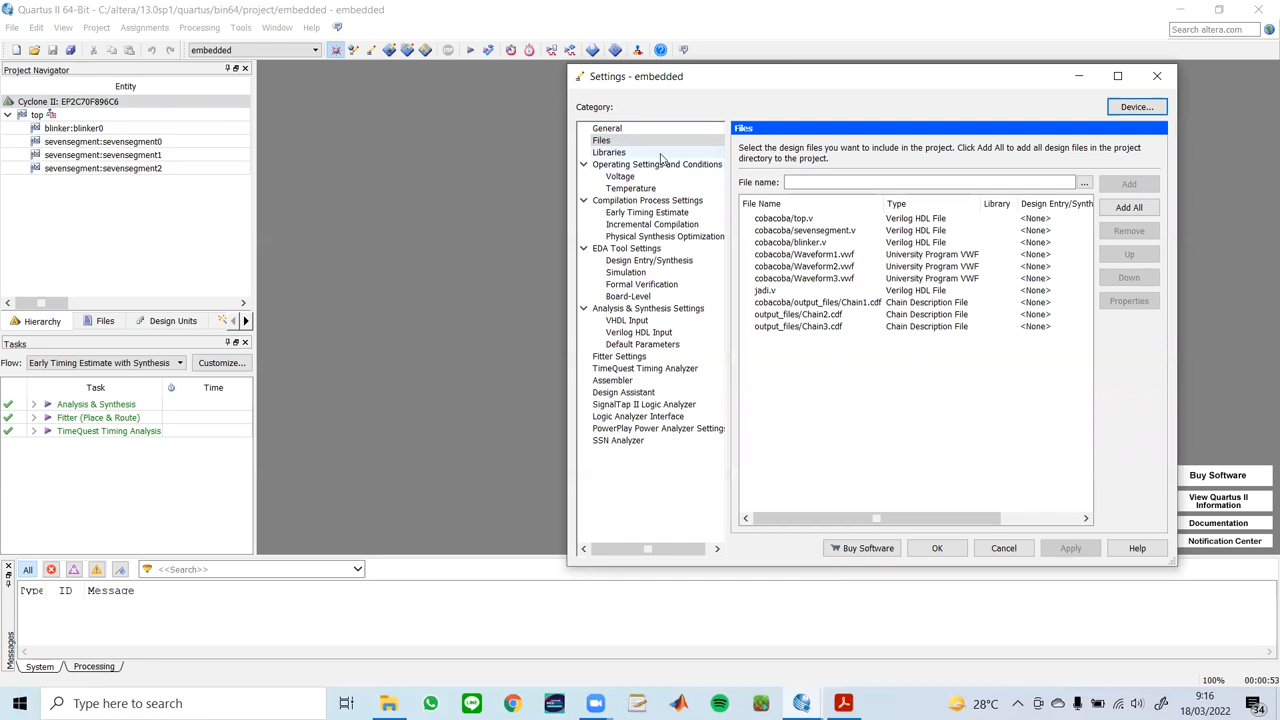 Quartus II 64-Bit - C:/altera/13.0sp1/quartus/bin64/project/embedded - embedded
File Edit View Project Assignments Processing Tools Window Help
Search altera.com
embedded
Project Navigator
Entity
Cyclone II: EP2C70F896C6
top
blinker:blinker0
sevensegment:sevensegment0
sevensegment:sevensegment1
sevensegment:sevensegment2
Hierarchy Files Design Units
Tasks
Flow: Early Timing Estimate with Synthesis Customize...
Task Time
Analysis & Synthesis
Fitter (Place & Route)
TimeQuest Timing Analysis
Settings - embedded
Category:
Device...
General
Files
Libraries
Operating Settings and Conditions
Voltage
Temperature
Compilation Process Settings
Early Timing Estimate
Incremental Compilation
Physical Synthesis Optimization
EDA Tool Settings
Design Entry/Synthesis
Simulation
Formal Verification
Board-Level
Analysis & Synthesis Settings
VHDL Input
Verilog HDL Input
Default Parameters
Fitter Settings
TimeQuest Timing Analyzer
Assembler
Design Assistant
SignalTap II Logic Analyzer
Logic Analyzer Interface
PowerPlay Power Analyzer Settings
SSN Analyzer
Files
Select the design files you want to include in the project. Click Add All to add all design files in the project
directory to the project.
File name: ... Add
File Name Type Library Design Entry/Synth
Add All
cobacoba/top.v Verilog HDL File <None>
cobacoba/sevensegment.v Verilog HDL File <None>
Remove
cobacoba/blinker.v Verilog HDL File <None>
cobacoba/Waveform1.vwf University Program VWF <None>
Up
cobacoba/Waveform2.vwf University Program VWF <None>
cobacoba/Waveform3.vwf University Program VWF <None>
Down
jadi.v Verilog HDL File <None>
cobacoba/output_files/Chain1.cdf Chain Description File <None>
Properties
output_files/Chain2.cdf Chain Description File <None>
output_files/Chain3.cdf Chain Description File <None>
Buy Software OK Cancel Apply Help
Buy Software
View Quartus II
Information
Documentation
Notification Center
All <<Search>>
Type ID Message
Messages
System Processing
100% 00:00:53
Type here to search
28°C
9:16
18/03/2022
34